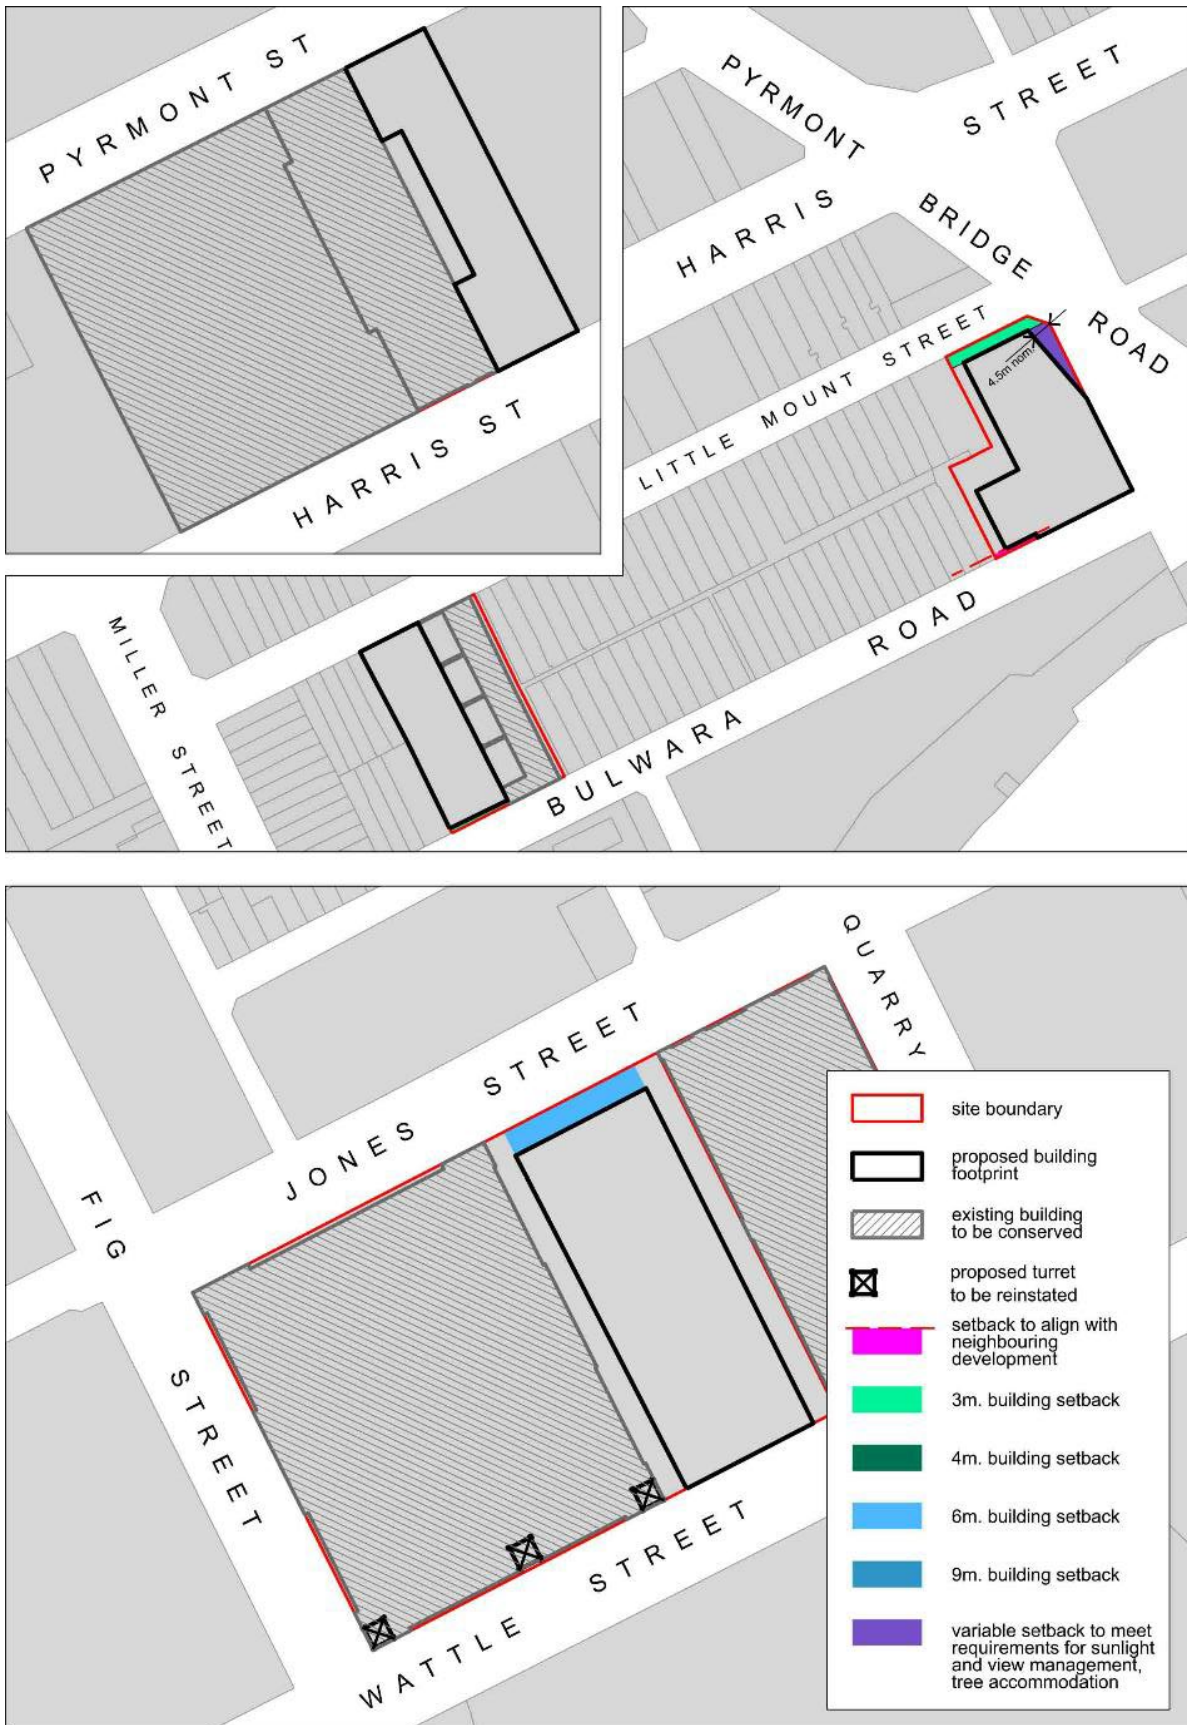 PYRMONT ST
HARRIS ST
PYRMONT
BRIDGE
ROAD
HARRIS STREET
LITTLE MOUNT STREET
4.5m nom.
BULWARA ROAD
MILLER STREET
QUARRY
JONES STREET
FIG
STREET
WATTLE STREET
site boundary
proposed building
footprint
existing building
to be conserved
proposed turret
to be reinstated
setback to align with
neighbouring
development
3m. building setback
4m. building setback
6m. building setback
9m. building setback
variable setback to meet
requirements for sunlight
and view management,
tree accommodation